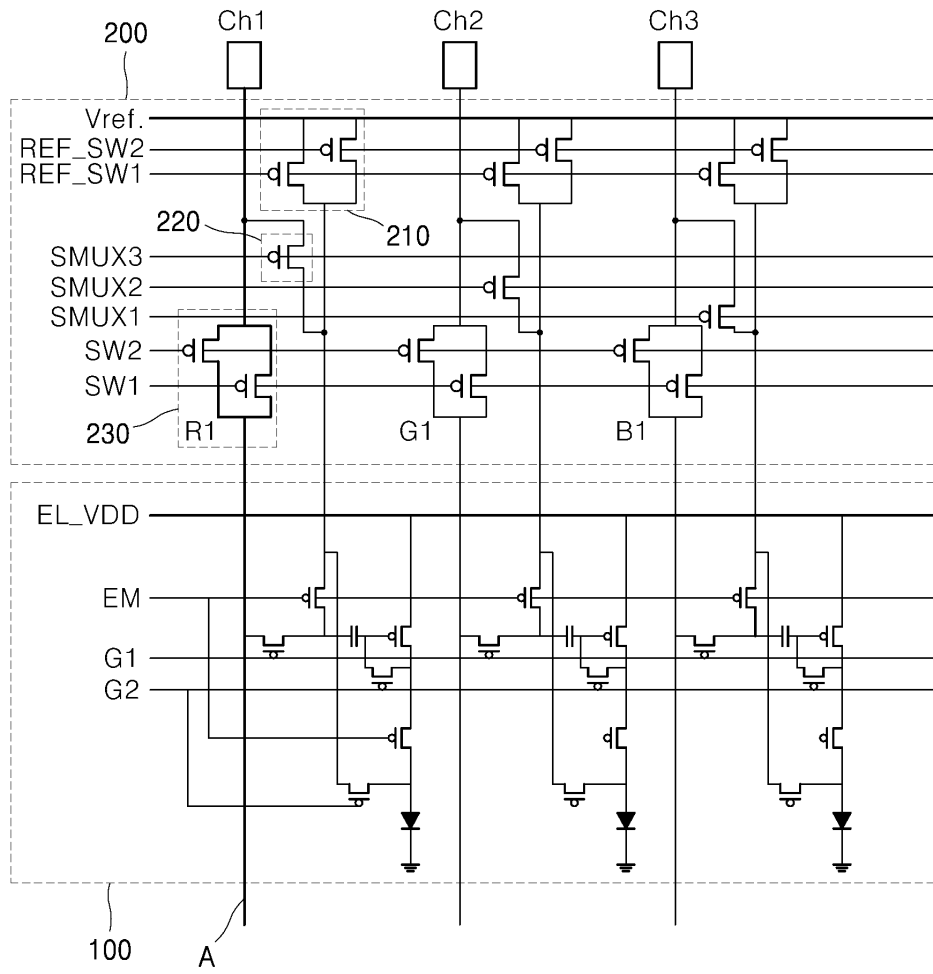 Ch1 Ch2 Ch3
200
Vref.
REF_SW2
REF_SW1
210
220
SMUX3
SMUX2
SMUX1
SW2
SW1
230 R1 G1 B1
EL_VDD
EM
G1
G2
100
A